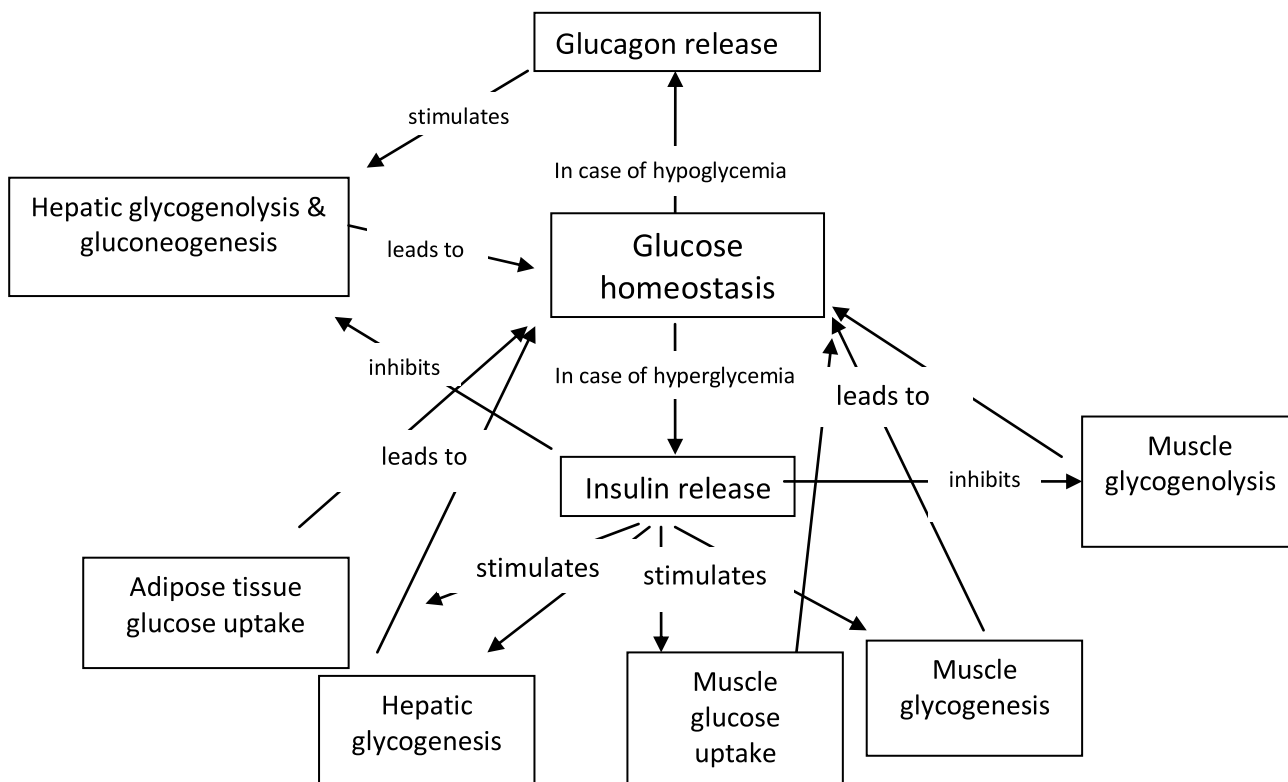 Glucagon release
stimulates
In case of hypoglycemia
Hepatic glycogenolysis &
gluconeogenesis
leads to
Glucose
homeostasis
inhibits
In case of hyperglycemia
leads to
leads to
Muscle
glycogenolysis
Insulin release
inhibits
stimulates
stimulates
Adipose tissue
glucose uptake
Hepatic
glycogenesis
Muscle
glucose
uptake
Muscle
glycogenesis